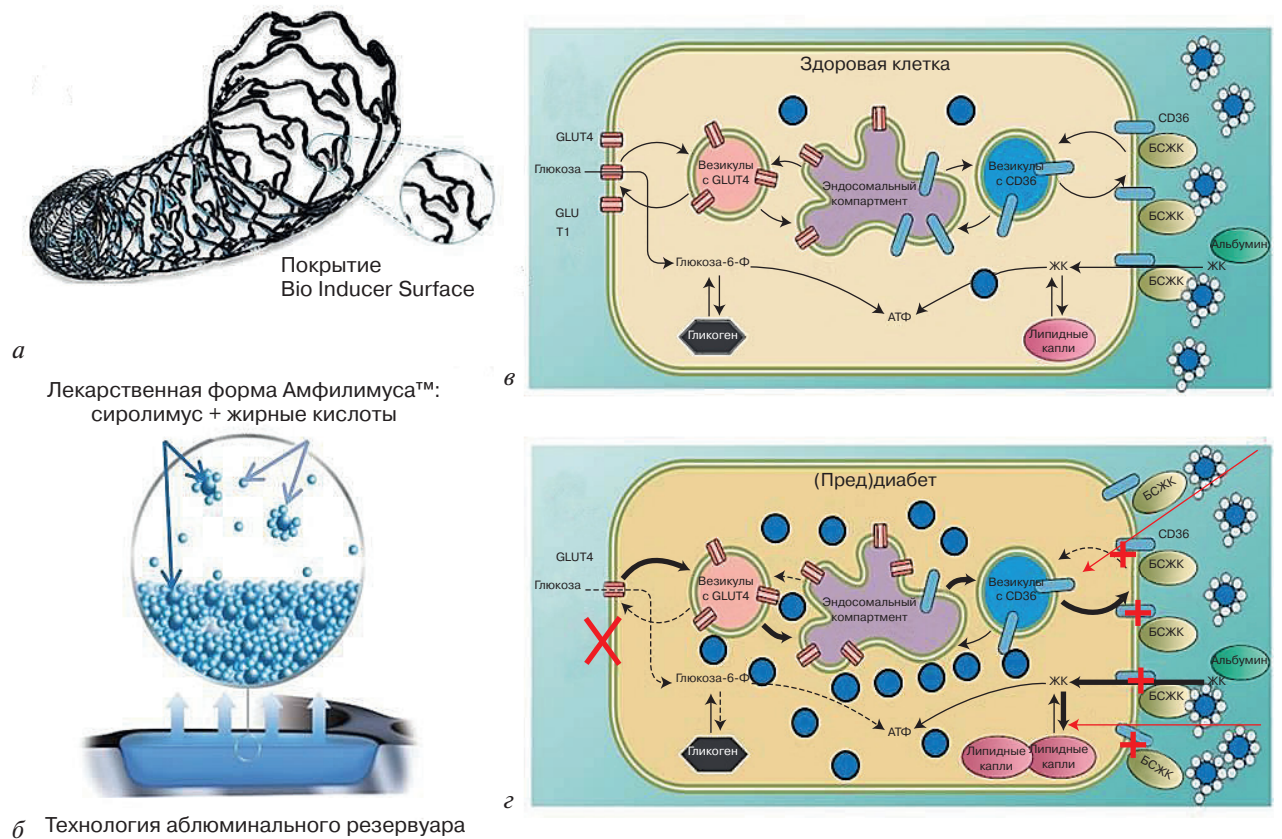 Покрытие
Bio Inducer Surface
а
Лекарственная форма Амфилимуса™:
сиролимус + жирные кислоты
б Технология аблюминального резервуара
Здоровая клетка
GLUT4
Глюкоза
GLU
T1
Везикулы
с GLUT4
Эндосомальный
компартмент
Везикулы
с CD36
CD36
БСЖК
БСЖК
Альбумин
ЖК
БСЖК
ЖК
Глюкоза-6-Ф
АТФ
Гликоген
Липидные
капли
в
(Пред)диабет
БСЖК
GLUT4
Глюкоза
Везикулы
с GLUT4
Эндосомальный
компартмент
Везикулы
с CD36
CD36
БСЖК
БСЖК
Альбумин
ЖК
БСЖК
ЖК
Глюкоза-6-Ф
АТФ
Гликоген
Липидные
капли
Липидные
капли
БСЖК
г